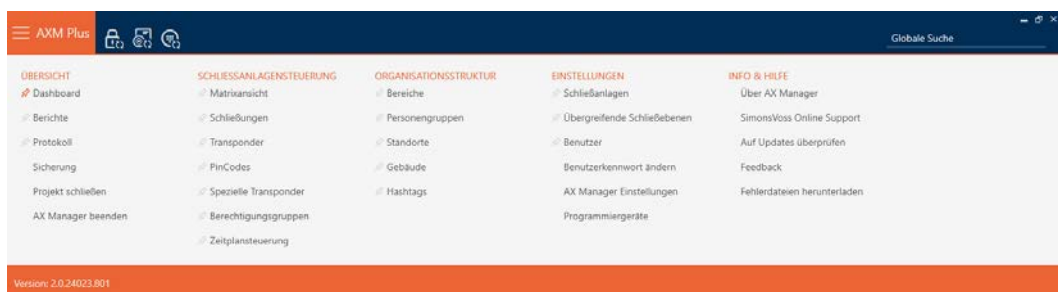 AXM Plus
Globale Suche
ÜBERSICHT
Dashboard
Berichte
Protokoll
Sicherung
Projekt schließen
AX Manager beenden
SCHLIESSANLAGENSTEUERUNG
Matrixansicht
Schließungen
Transponder
PinCodes
Spezielle Transponder
Berechtigungsgruppen
Zeitplansteuerung
ORGANISATIONSSTRUKTUR
Bereiche
Personengruppen
Standorte
Gebäude
Hashtags
EINSTELLUNGEN
Schließanlagen
Übergreifende Schließebenen
Benutzer
Benutzerkennwort ändern
AX Manager Einstellungen
Programmiergeräte
INFO & HILFE
Über AX Manager
SimonsVoss Online Support
Auf Updates überprüfen
Feedback
Fehlerdateien herunterladen
Version: 2.0.24023.801